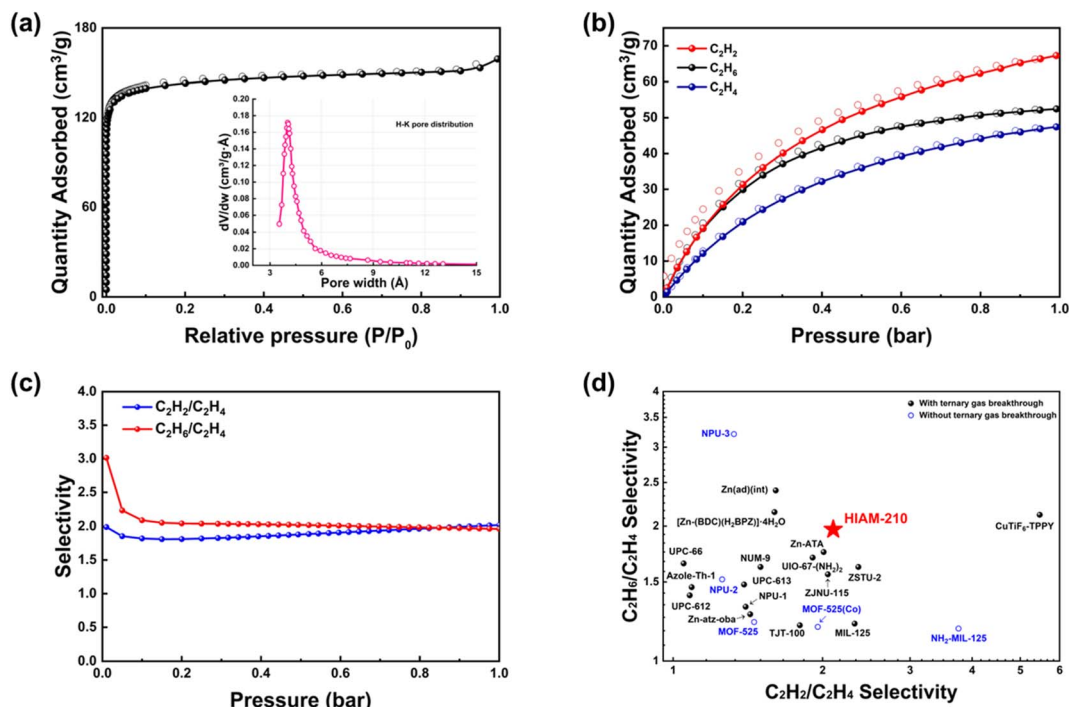 (a)
180
120
60
0
Quantity Adsorbed (cm³/g)
0.0 0.2 0.4 0.6 0.8 1.0
Relative pressure (P/P₀)
0.20
0.18
0.16
0.14
0.12
0.10
0.08
0.06
0.04
0.02
0.00
dV/dw (cm³/g·Å)
H-K pore distribution
3 6 9 12 15
Pore width (Å)
(b)
70
60
50
40
30
20
10
0
Quantity Adsorbed (cm³/g)
C₂H₂
C₂H₆
C₂H₄
0.0 0.2 0.4 0.6 0.8 1.0
Pressure (bar)
(c)
4.0
3.5
3.0
2.5
2.0
1.5
1.0
0.5
0.0
Selectivity
C₂H₂/C₂H₄
C₂H₆/C₂H₄
0.0 0.2 0.4 0.6 0.8 1.0
Pressure (bar)
(d)
4
3.5
3
2.5
2
1.5
1
C₂H₆/C₂H₄ Selectivity
With ternary gas breakthrough
Without ternary gas breakthrough
NPU-3
Zn(ad)(int)
[Zn-(BDC)(H₂BPZ)]·4H₂O
HIAM-210
CuTiF₆-TPPY
Zn-ATA
UPC-66
NUM-9
UIO-67-(NH₂)₂
Azole-Th-1
NPU-2
UPC-613
ZSTU-2
UPC-612
NPU-1
ZJNU-115
Zn-atz-oba
MOF-525(Co)
MOF-525
TJT-100
MIL-125
NH₂-MIL-125
1 2 3 4 5 6
C₂H₂/C₂H₄ Selectivity